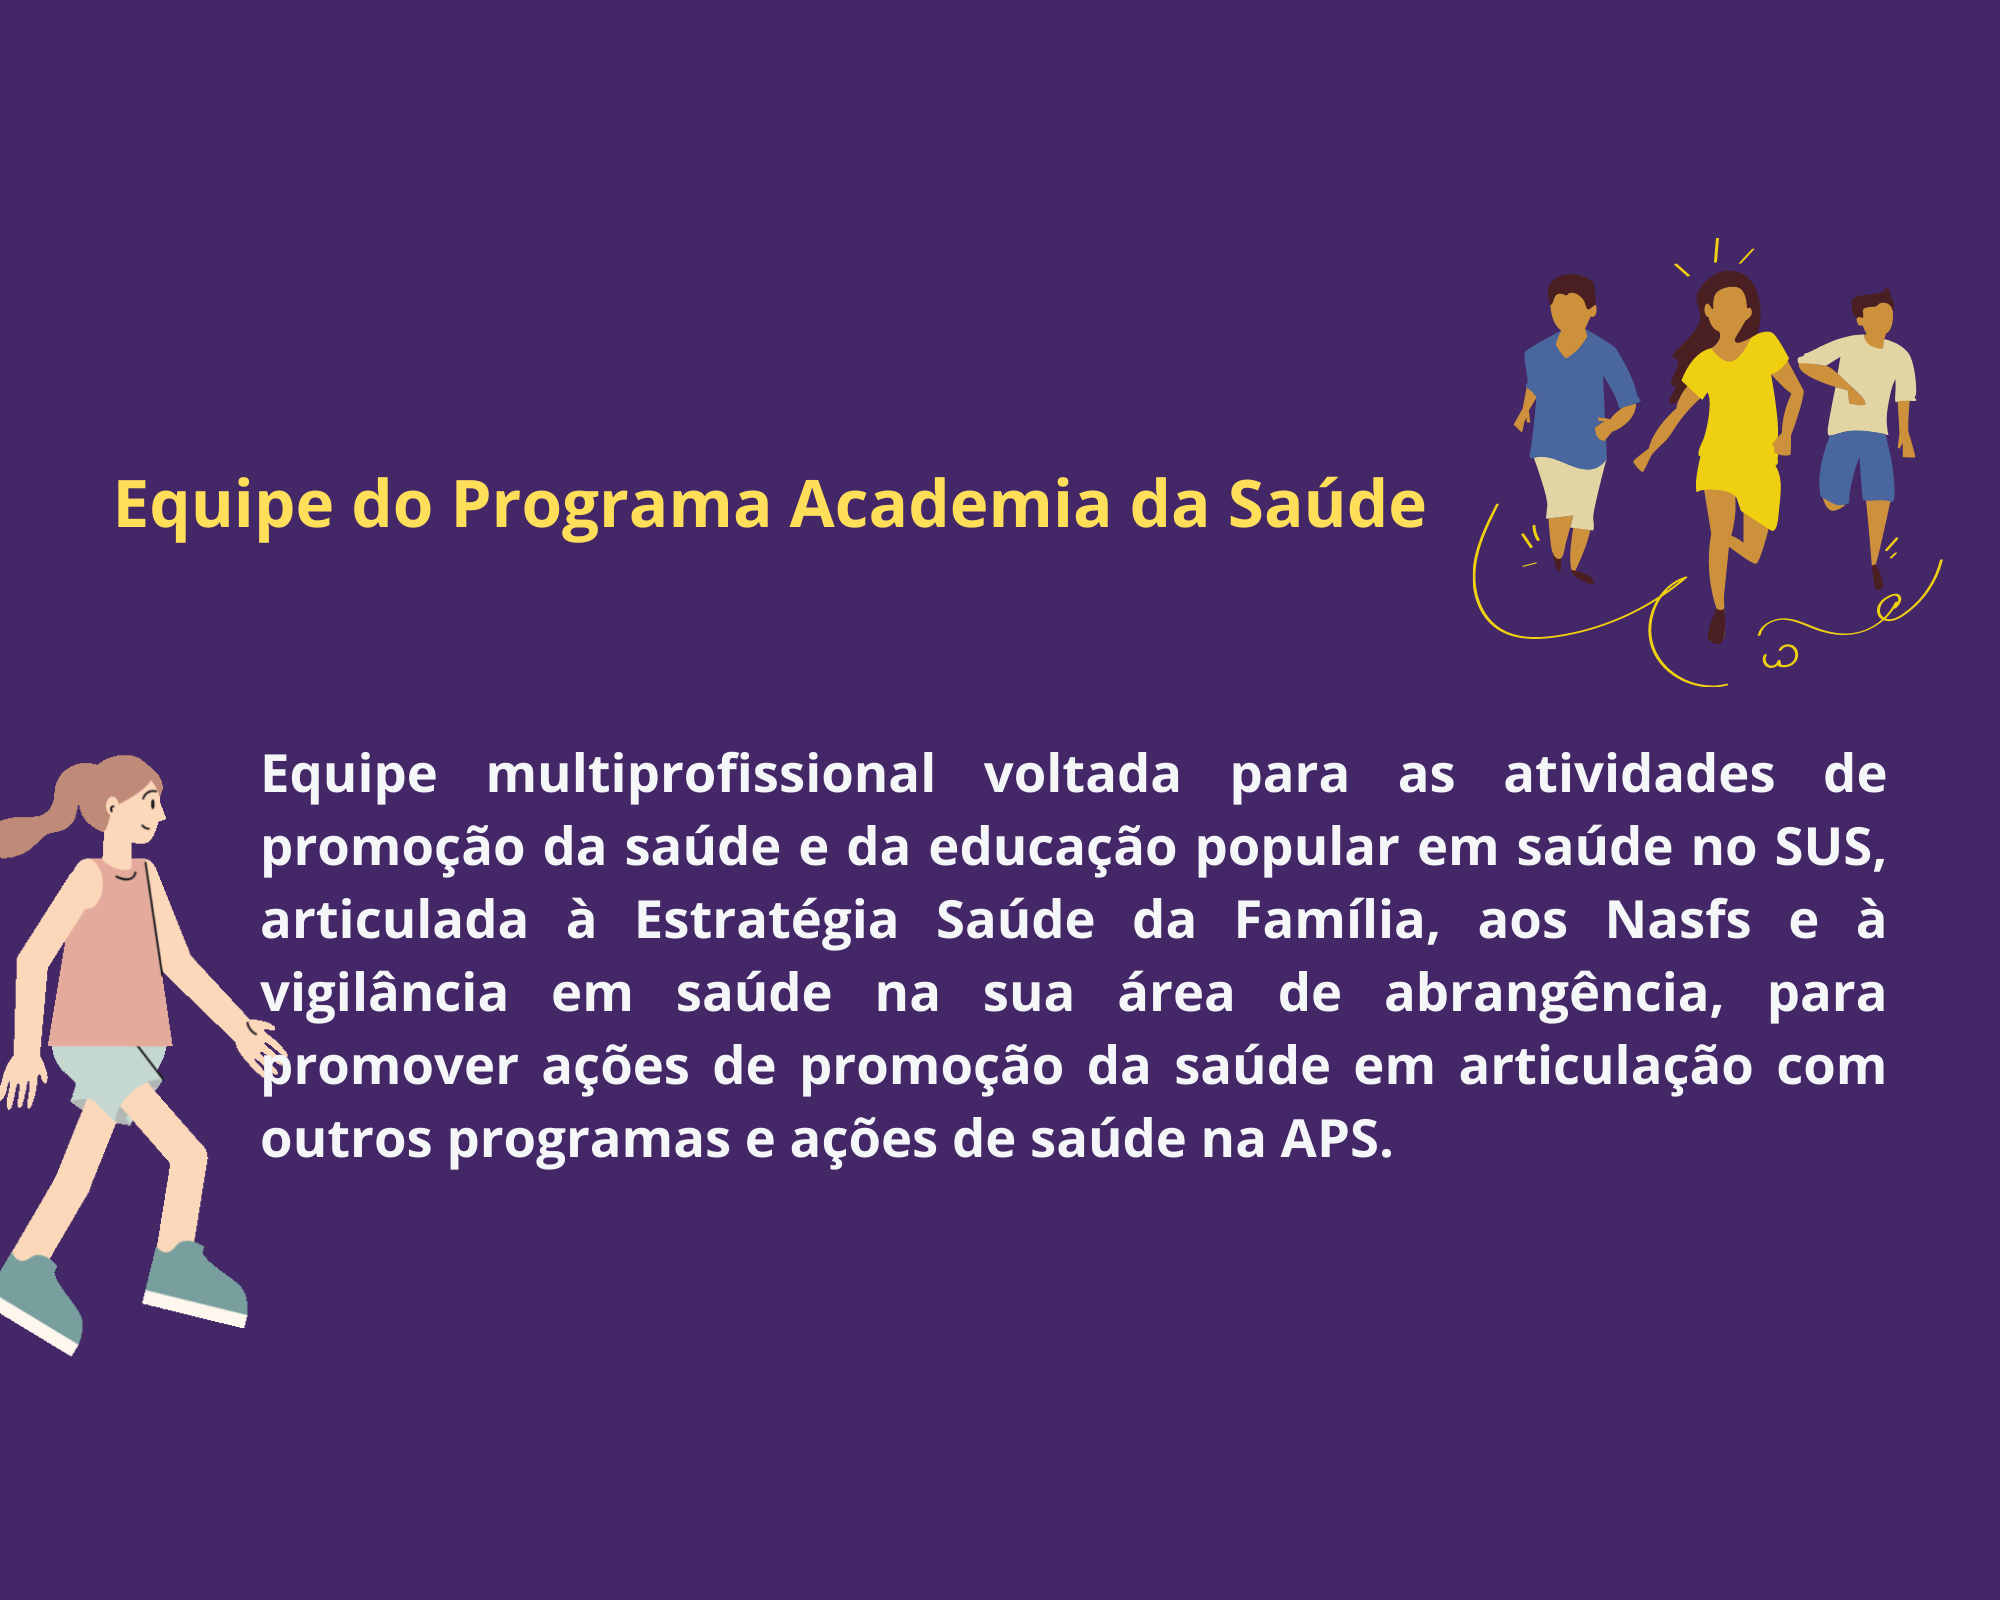 Equipe do Programa Academia da Saúde
Equipe multiprofissional voltada para as atividades de
promoção da saúde e da educação popular em saúde no SUS,
articulada à Estratégia Saúde da Família, aos Nasfs e à
vigilância em saúde na sua área de abrangência, para
promover ações de promoção da saúde em articulação com
outros programas e ações de saúde na APS.